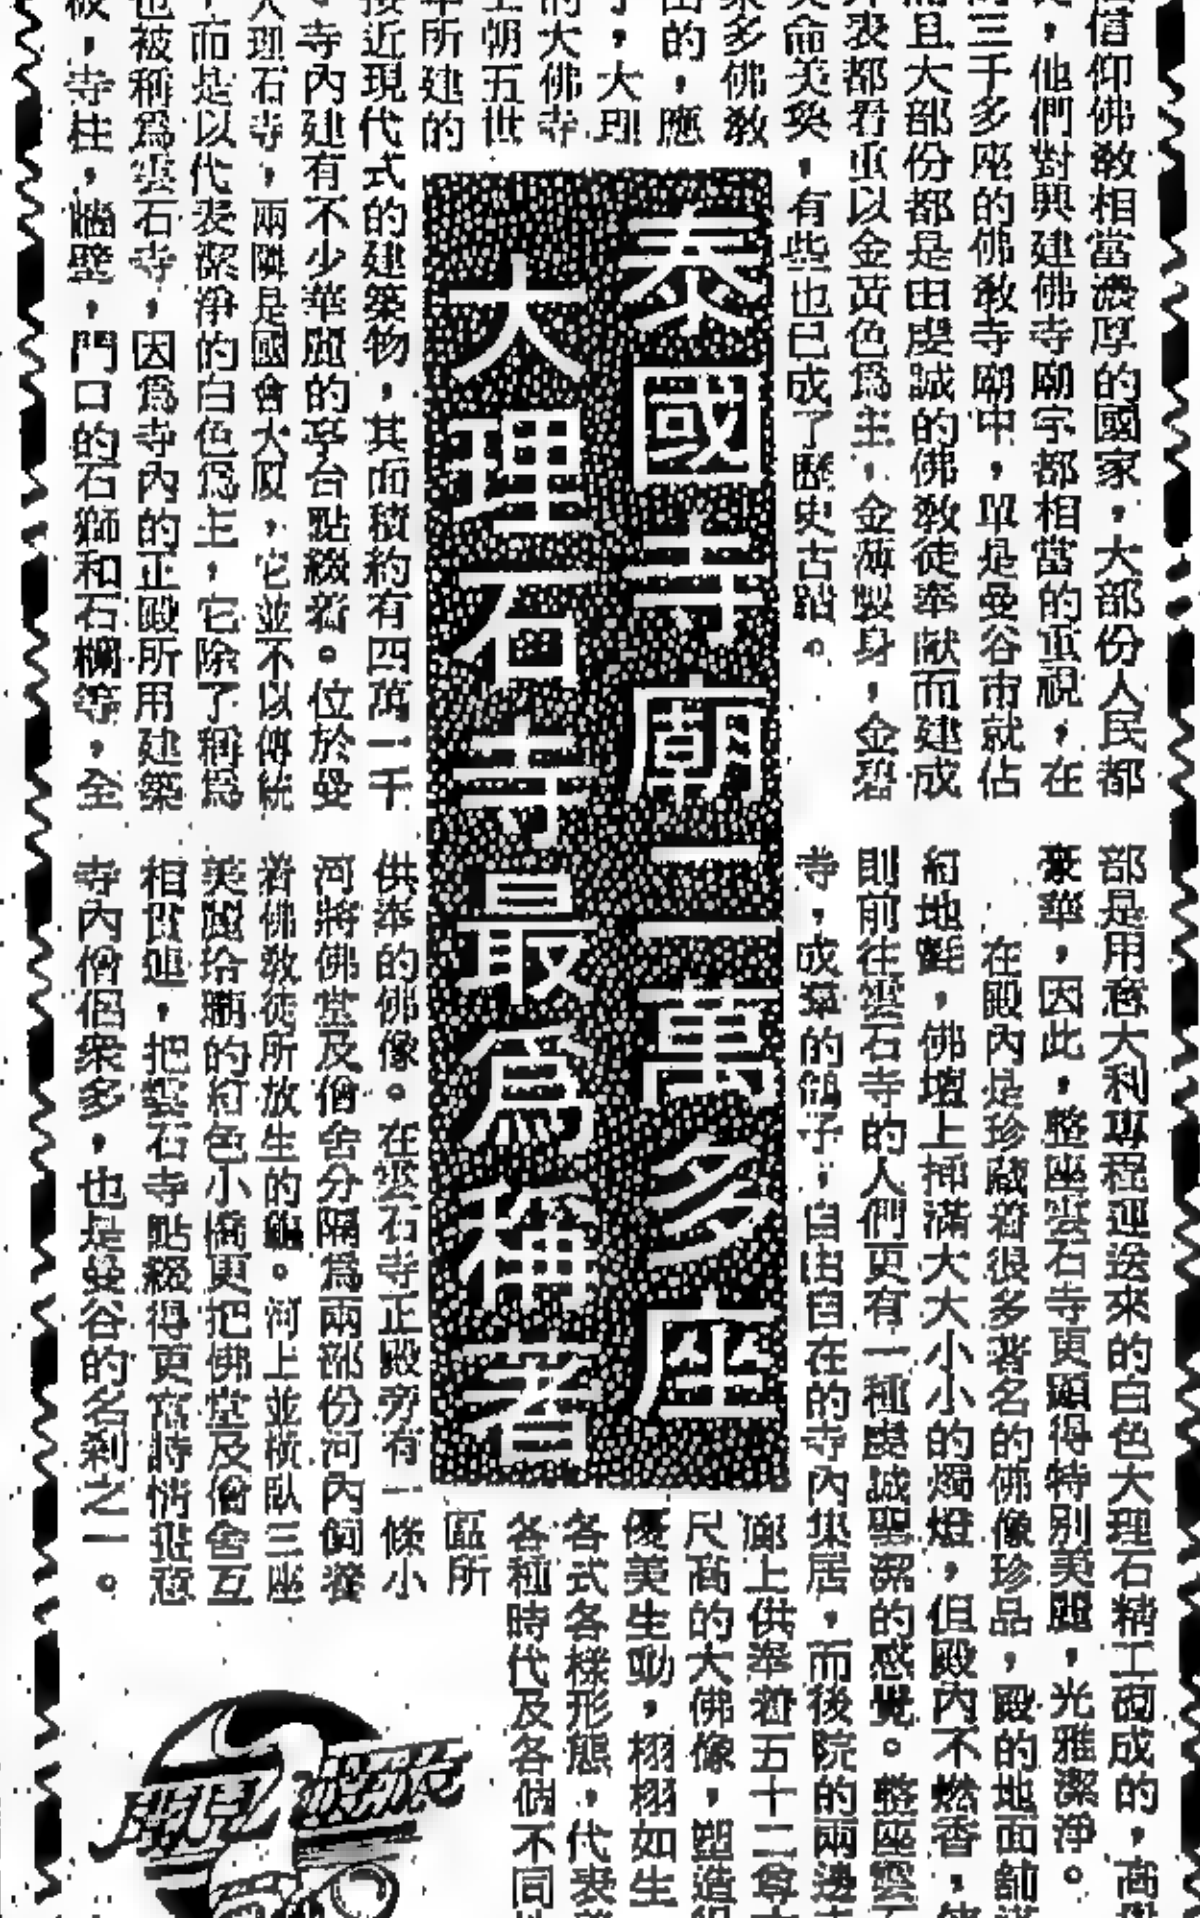 信仰佛教相當濃厚的國家，大部份人民都
，他們對興建佛寺廟宇都相當的重視，在
三千多座的佛教寺廟中，單是曼谷市就佔
而且大部份都是由虔誠的佛教徒奉献而建成
表都着重以金黃色爲主，金薄製身，金碧
命美奐，有些也已成了歷史古蹟。
多佛教
的，應
，大理
的大佛寺
朝五世
年所建的
泰國寺廟二萬多座
大理石寺最爲稱著
接近現代式的建築物，其面積約有四萬一千
寺內建有不少華麗的亭台點綴着。位於曼
大理石寺，兩隣是國會大厦，它並不以傳統
而是以代表潔淨的白色爲主，它除了稱爲
也被稱爲雲石寺，因爲寺內的正殿所用建築
板，寺柱，牆壁，門口的石獅和石欄等，全
部是用意大利專程運送來的白色大理石精工砌成的，高
豪華，因此，整座雲石寺更顯得特別美麗，光雅潔淨。
在殿內是珍藏着很多著名的佛像珍品，殿的地面舖
紅地氈，佛壇上插滿大大小小的燭燈，但殿內不燃香，使
則前往雲石寺的人們更有一種虔誠聖潔的感覺。整座雲
寺，成羣的鴿子，自由自在的寺內集居，而後院的兩邊
廊上供奉着五十二尊
尺高的大佛像，塑造得
優美生動，栩栩如生
各式各樣形態，代表
各種時代及各個不同
區所
供奉的佛像。在雲石寺正殿旁有一條小
河將佛堂及僧舍分隔爲兩部份河內飼養
着佛教徒所放生的龜。河上並橫臥三座
美國玲瓏的紅色小橋更把佛堂及僧舍互
相貫連，把雲石寺點綴得更富詩情
寺內僧侶衆多，也是曼谷的名刹之一。